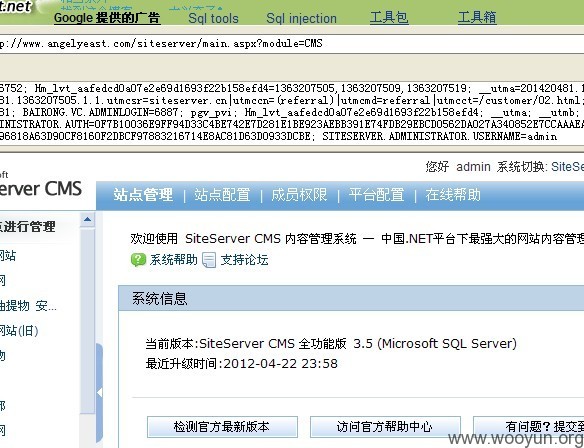 t.net
Google 提供的广告 Sql tools Sql injection 工具包 工具箱
p://www.angelyeast.com/siteserver/main.aspx?module=CMS
6752; Hm_lvt_aafedcd0a07e2e69d1693f22b158efd4=1363207505,1363207509,1363207519; __utma=201420481.
81.1363207505.1.1.utmcsr=siteserver.cn|utmccn=(referral)|utmcmd=referral|utmcct=/customer/02.html;
81; BAIRONG.VC.ADMINLOGIN=6887; pgv_pvi; Hm_lvt_aafedcd0a07e2e69d1693f22b158efd4; __utma; __utmb;
INISTRATOR.AUTH=0F7B10036E9FF94D33C4BE742E7D281E1BE923AEBB391E74FDB29EBCD0562DA027A340852E7CCAAEA
96818A63D90CF8160F2DBCF978832167​14E8AC81D63D0933DCBE; SITESERVER.ADMINISTRATOR.USERNAME=admin
oft
您好 admin 系统切换: SiteSe
erver CMS
站点管理 | 站点配置 | 成员权限 | 平台配置 | 在线帮助
点进行管理
欢迎使用 SiteServer CMS 内容管理系统 — 中国.NET平台下最强大的网站内容管理
网站
系统帮助 支持论坛
网
由提物 安...
系统信息
网站(旧)
当前版本:SiteServer CMS 全功能版 3.5 (Microsoft SQL Server)
物
最近升级时间:2012-04-22 23:58
部
网
检测官方最新版本 访问官方帮助中心 有问题? 提交至
www.wooyun.org